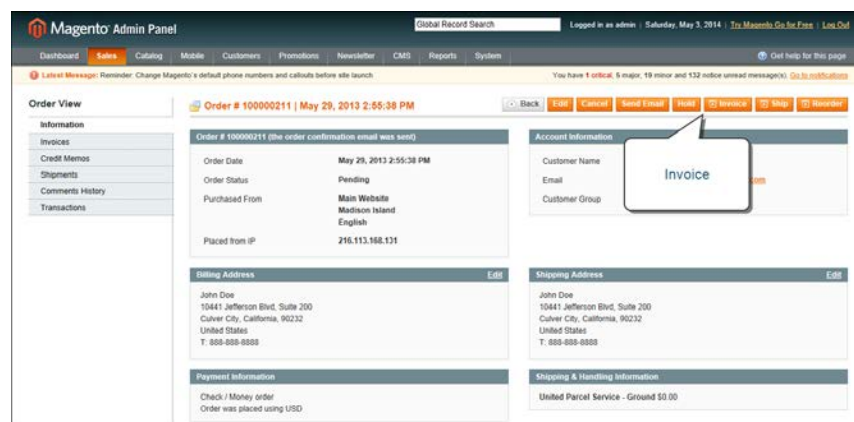 Magento Admin Panel
Global Record Search
Logged in as admin | Saturday, May 3, 2014 | Try Magento Go for Free | Log Out
Dashboard Sales Catalog Mobile Customers Promotions Newsletter CMS Reports System
Get help for this page
Latest Message: Reminder: Change Magento's default phone numbers and callouts before site launch
You have 1 critical, 5 major, 19 minor and 132 notice unread message(s). Go to notifications
Order View
Information
Invoices
Credit Memos
Shipments
Comments History
Transactions
Order # 100000211 | May 29, 2013 2:55:38 PM
Back Edit Cancel Send Email Hold Invoice Ship Reorder
Order # 100000211 (the order confirmation email was sent)
Order Date May 29, 2013 2:55:38 PM
Order Status Pending
Purchased From Main Website
Madison Island
English
Placed from IP 216.113.168.131
Account Information
Customer Name
Email
Customer Group
Invoice
Billing Address Edit
John Doe
10441 Jefferson Blvd, Suite 200
Culver City, California, 90232
United States
T: 888-888-8888
Shipping Address Edit
John Doe
10441 Jefferson Blvd, Suite 200
Culver City, California, 90232
United States
T: 888-888-8888
Payment Information
Check / Money order
Order was placed using USD
Shipping & Handling Information
United Parcel Service - Ground $0.00